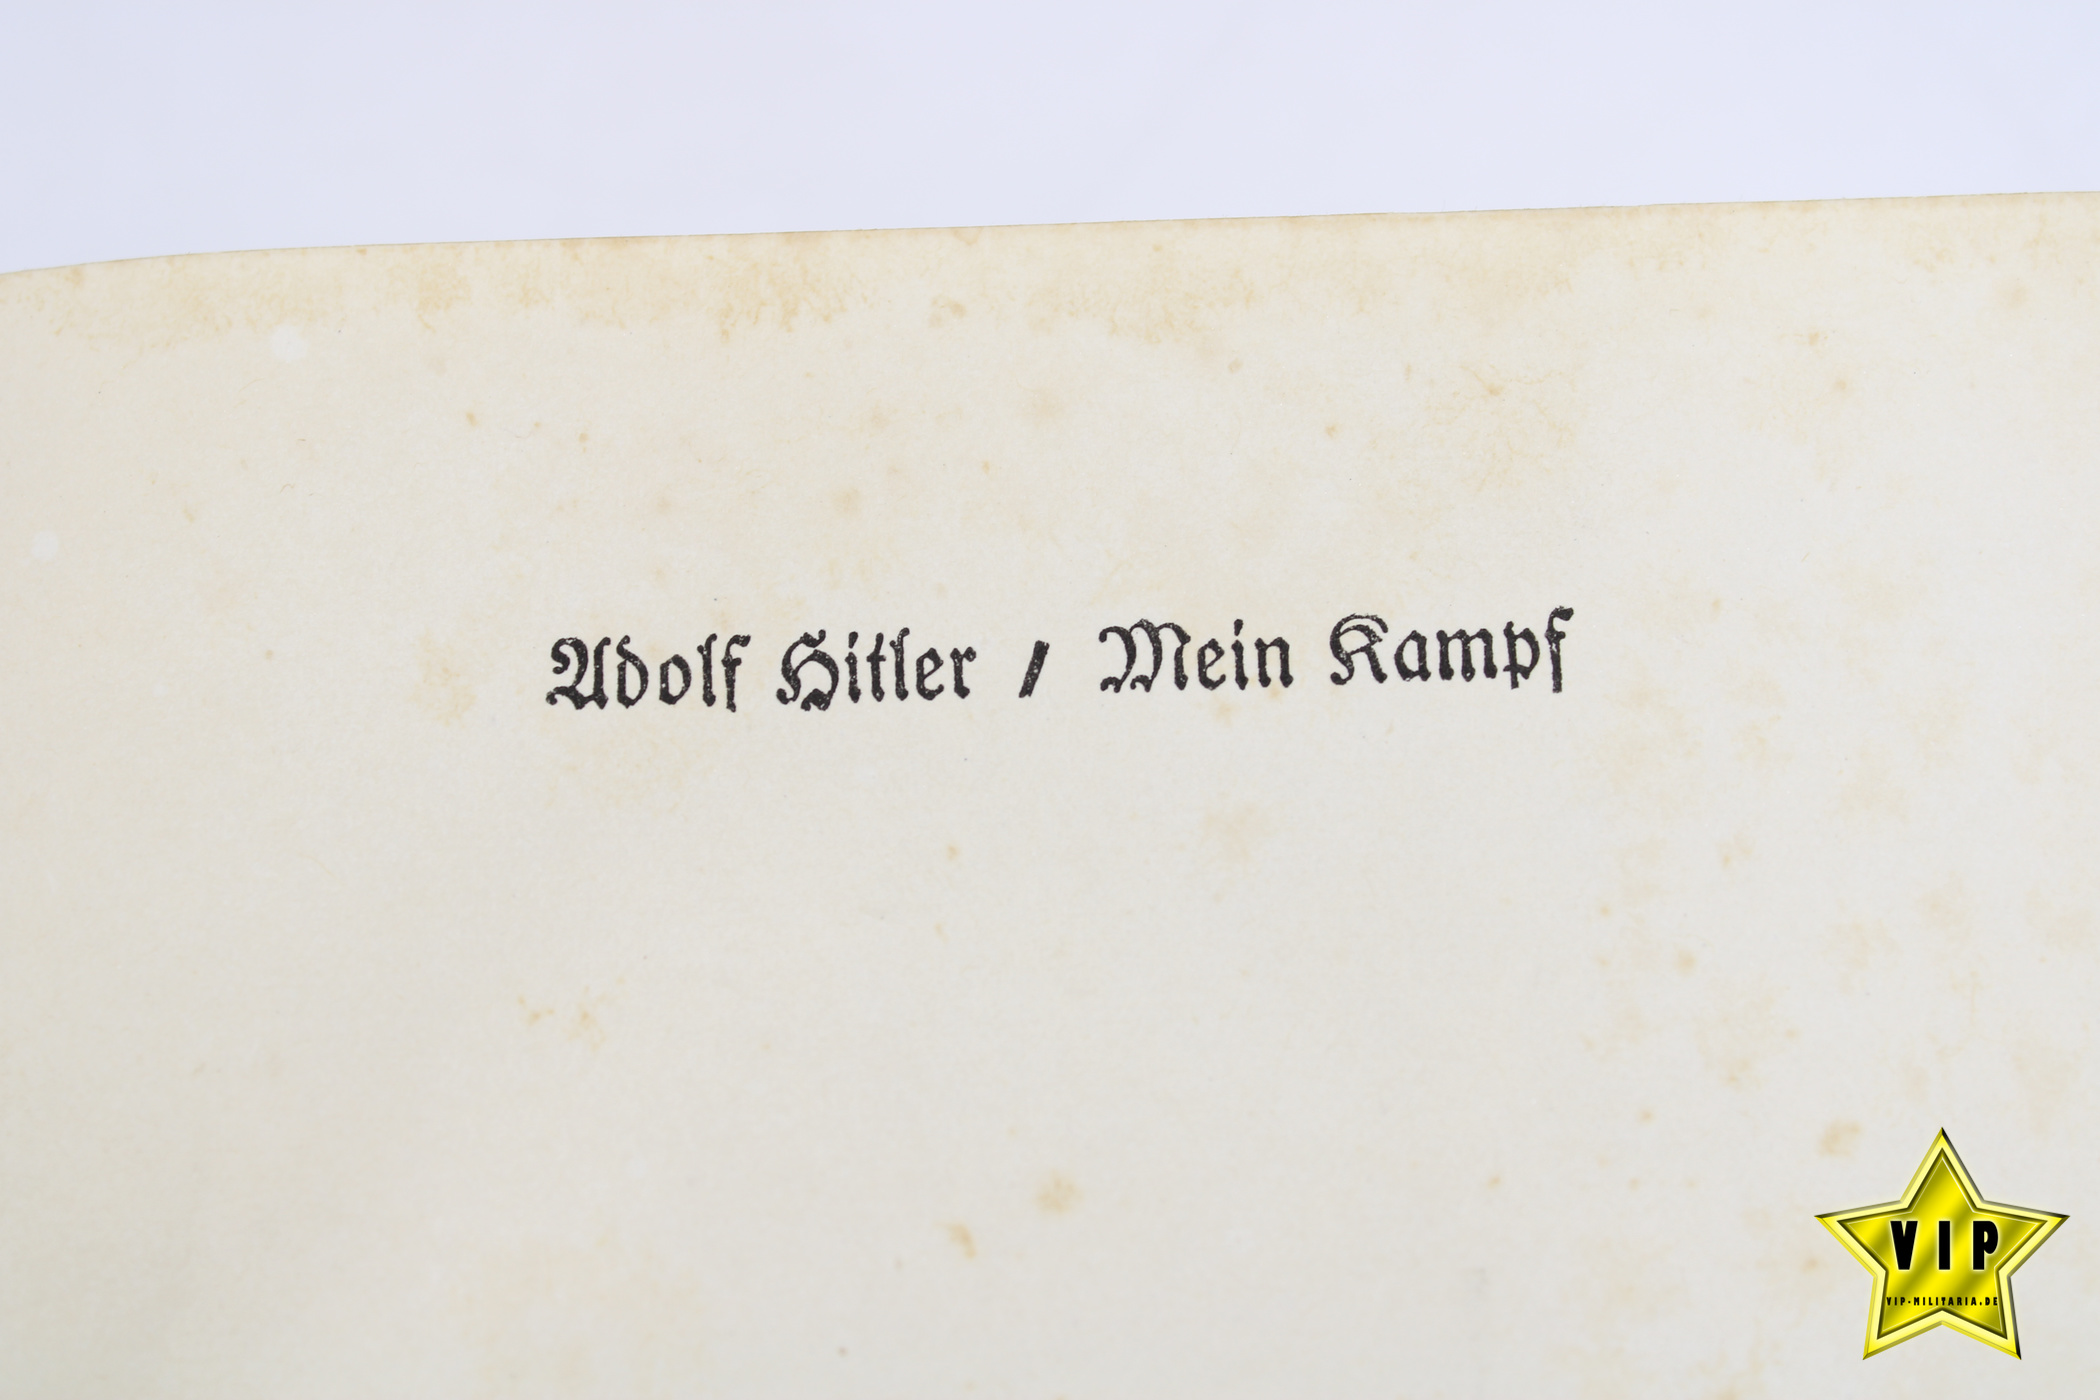 Adolf Hitler / Mein Kampf
VIP
VIP-MILITARIA.DE